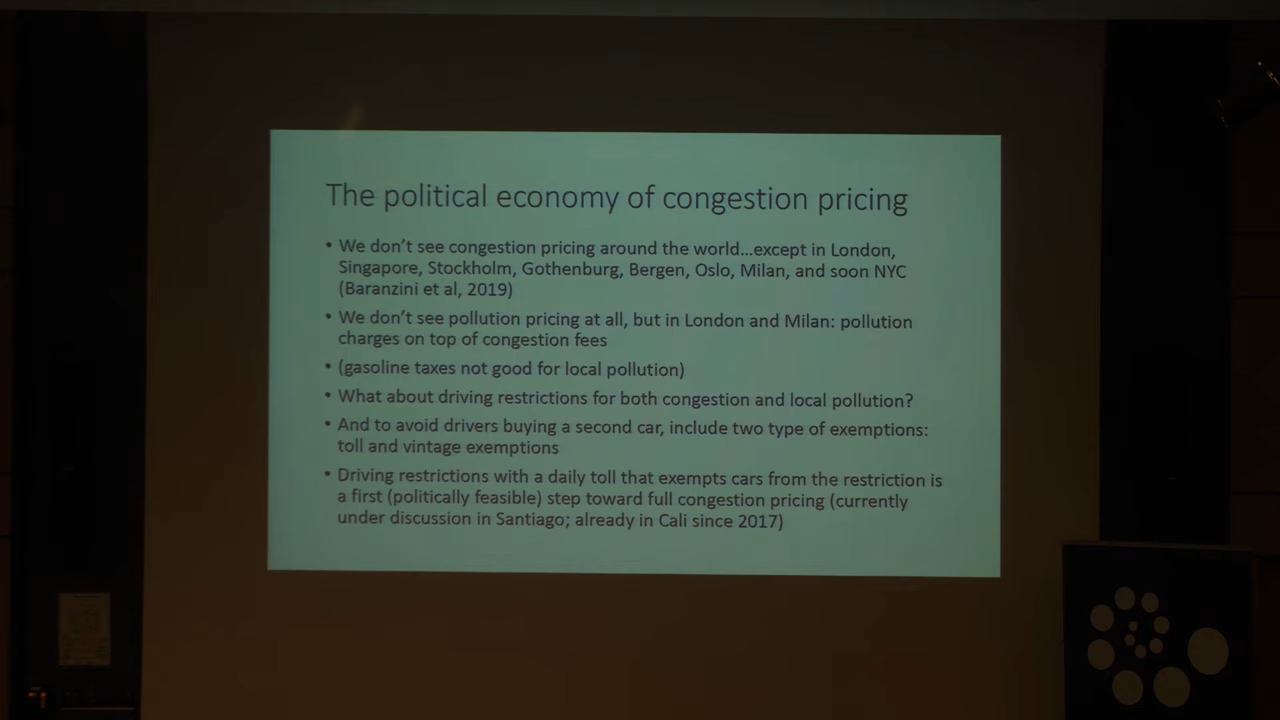 The political economy of congestion pricing
• We don't see congestion pricing around the world...except in London,
Singapore, Stockholm, Gothenburg, Bergen, Oslo, Milan, and soon NYC
(Baranzini et al, 2019)
• We don't see pollution pricing at all, but in London and Milan: pollution
charges on top of congestion fees
• (gasoline taxes not good for local pollution)
• What about driving restrictions for both congestion and local pollution?
• And to avoid drivers buying a second car, include two type of exemptions:
toll and vintage exemptions
• Driving restrictions with a daily toll that exempts cars from the restriction is
a first (politically feasible) step toward full congestion pricing (currently
under discussion in Santiago; already in Cali since 2017)